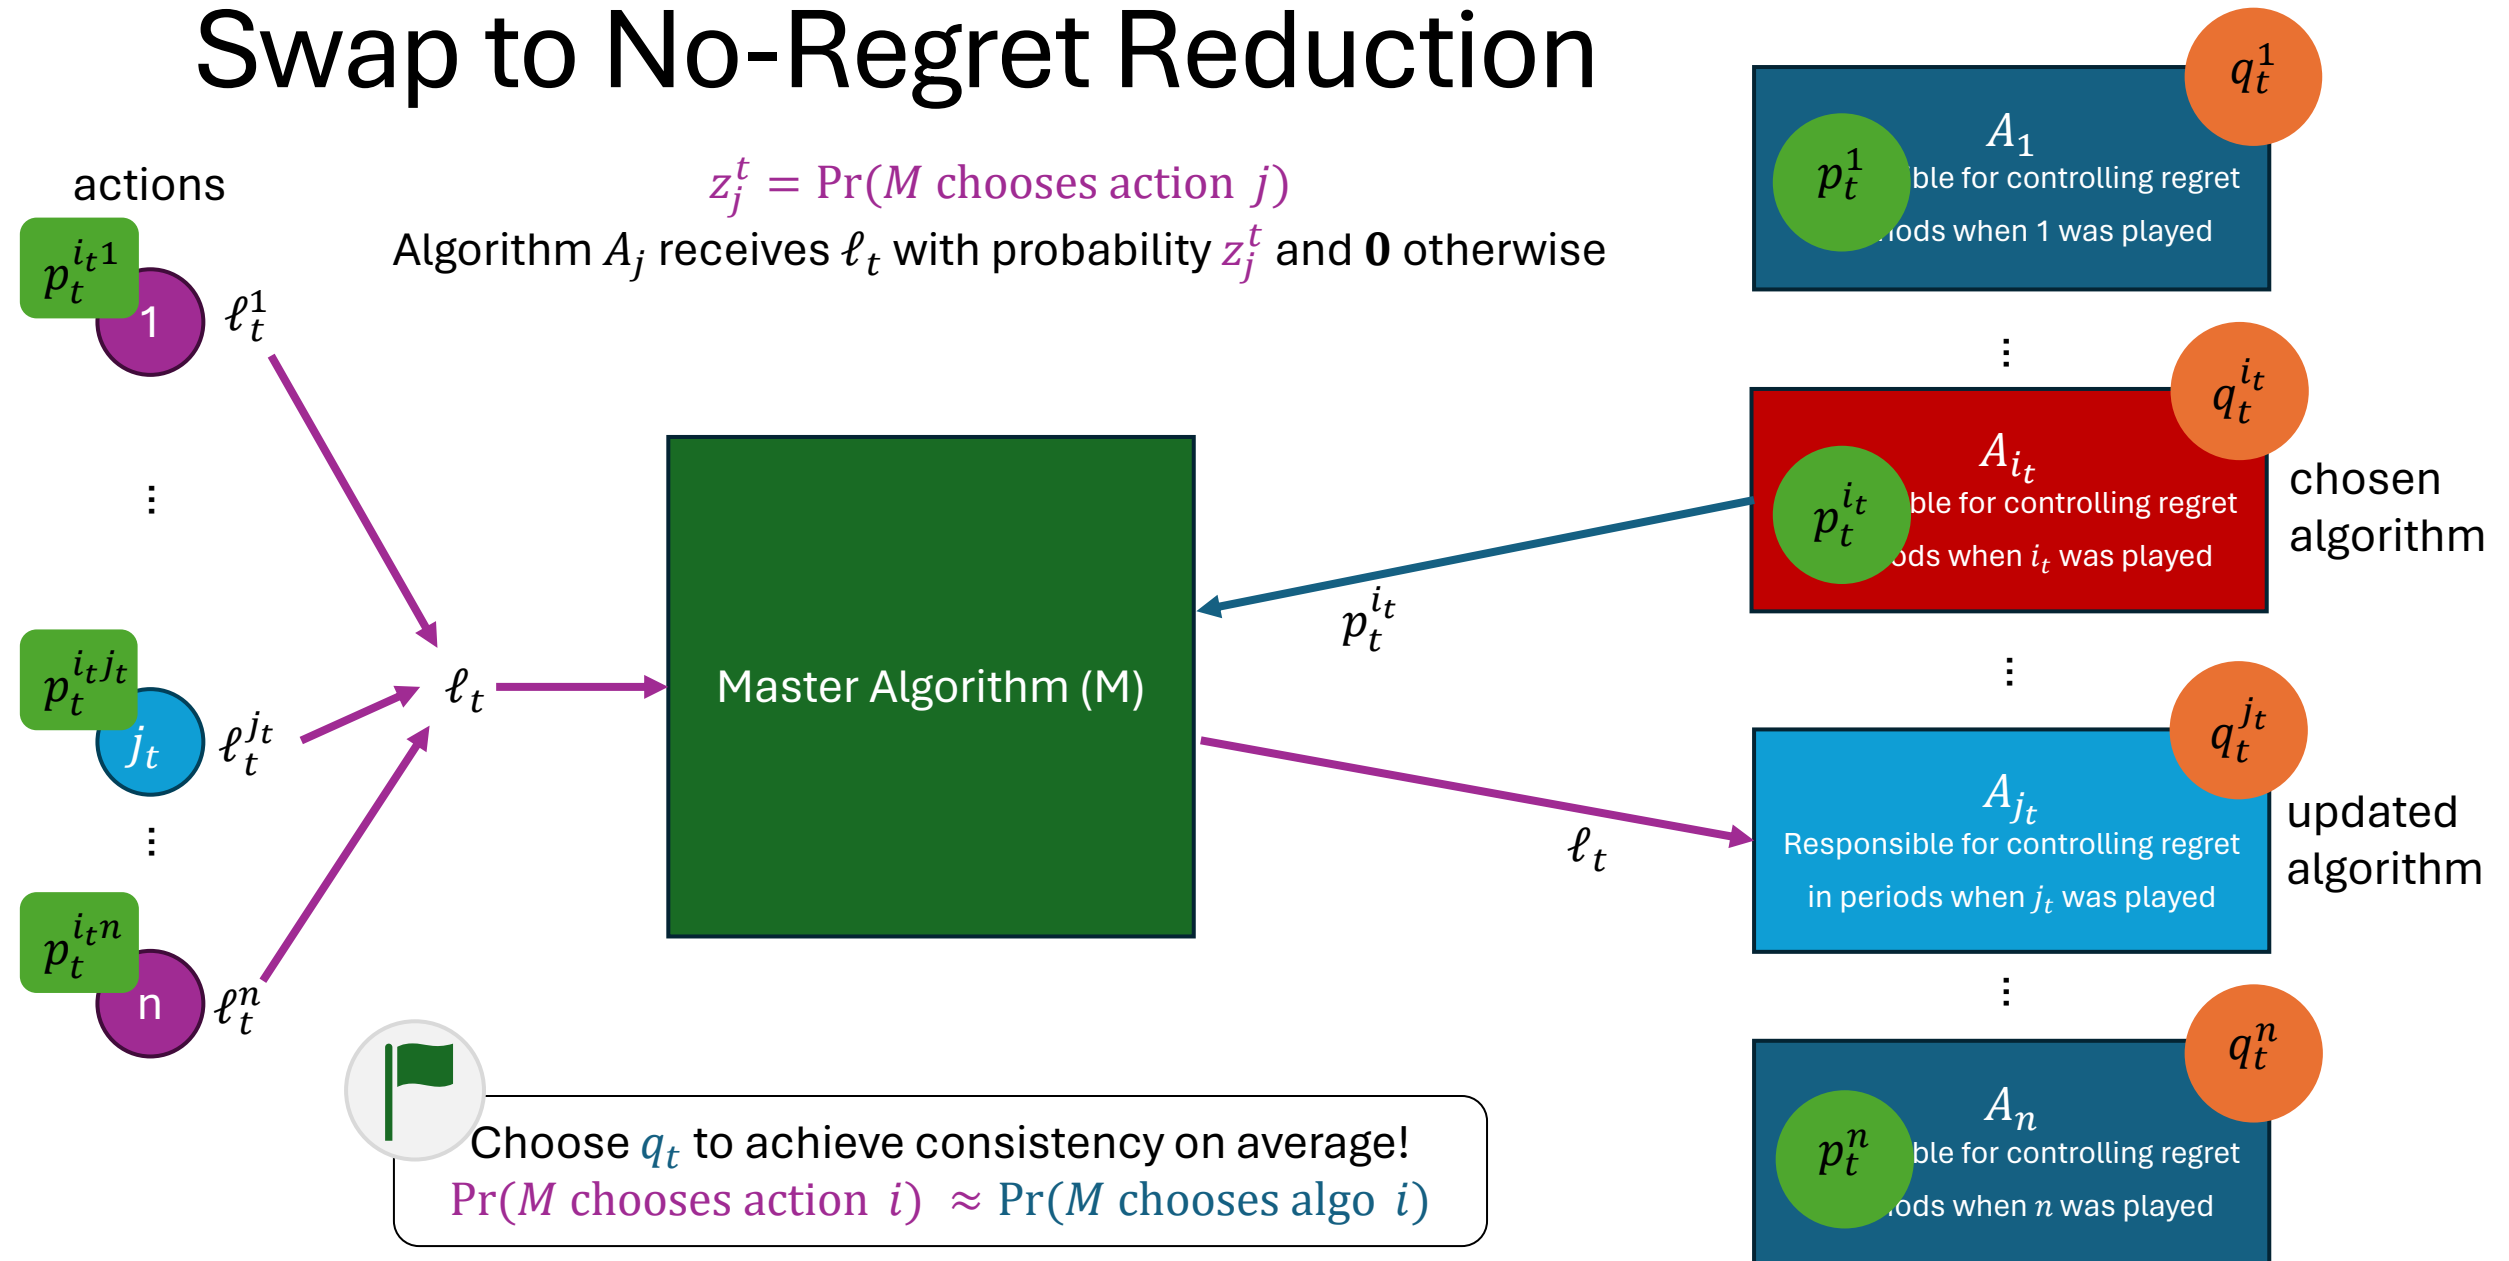 Swap to No-Regret Reduction
actions
z_j^t = Pr(M chooses action j)
Algorithm A_j receives ℓ_t with probability z_j^t and 0 otherwise
p_t^{i_t 1}
1
ℓ_t^1
⋮
p_t^{i_t j_t}
j_t
ℓ_t^{j_t}
⋮
p_t^{i_t n}
n
ℓ_t^n
ℓ_t
Master Algorithm (M)
p_t^{i_t}
ℓ_t
q_t^1
A_1
p_t^1
ble for controlling regret
iods when 1 was played
⋮
q_t^{i_t}
A_{i_t}
p_t^{i_t}
ble for controlling regret
ods when i_t was played
chosen
algorithm
⋮
q_t^{j_t}
A_{j_t}
Responsible for controlling regret
in periods when j_t was played
updated
algorithm
⋮
q_t^n
A_n
p_t^n
ble for controlling regret
iods when n was played
Choose q_t to achieve consistency on average!
Pr(M chooses action i) ≈ Pr(M chooses algo i)